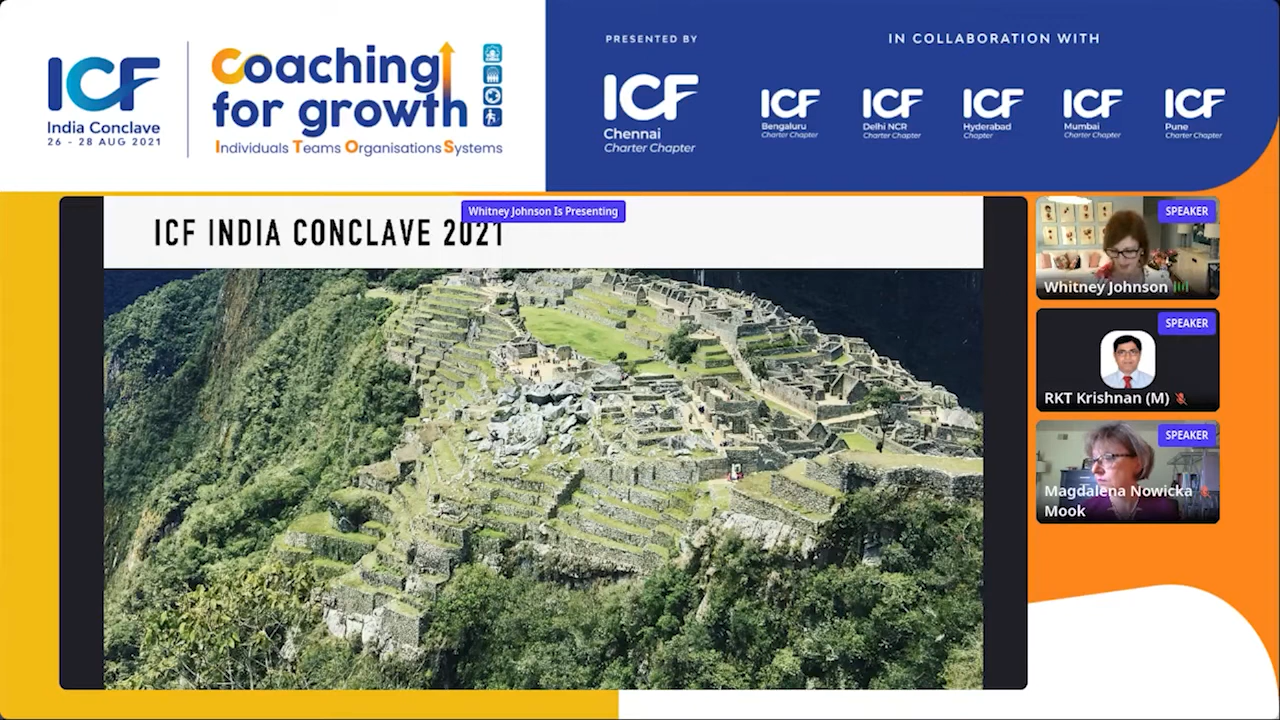 ICF
India Conclave
26 - 28 AUG 2021
Coaching
for growth
Individuals Teams Organisations Systems
PRESENTED BY
ICF
Chennai
Charter Chapter
IN COLLABORATION WITH
ICF
Bengaluru
Charter Chapter
ICF
Delhi NCR
Charter Chapter
ICF
Hyderabad
Chapter
ICF
Mumbai
Charter Chapter
ICF
Pune
Charter Chapter
Whitney Johnson Is Presenting
ICF INDIA CONCLAVE 2021
SPEAKER
Whitney Johnson
SPEAKER
RKT Krishnan (M)
SPEAKER
Magdalena Nowicka
Mook